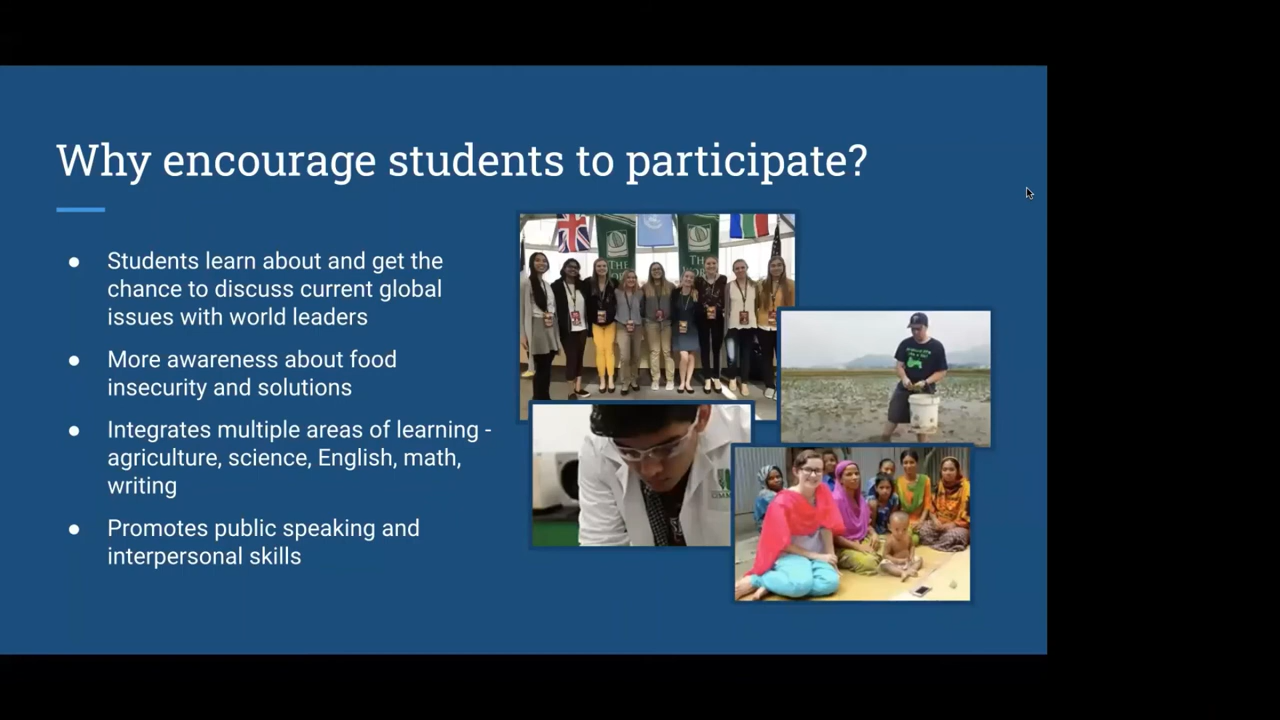 Why encourage students to participate?
● Students learn about and get the
chance to discuss current global
issues with world leaders
● More awareness about food
insecurity and solutions
● Integrates multiple areas of learning -
agriculture, science, English, math,
writing
● Promotes public speaking and
interpersonal skills
THE
THE